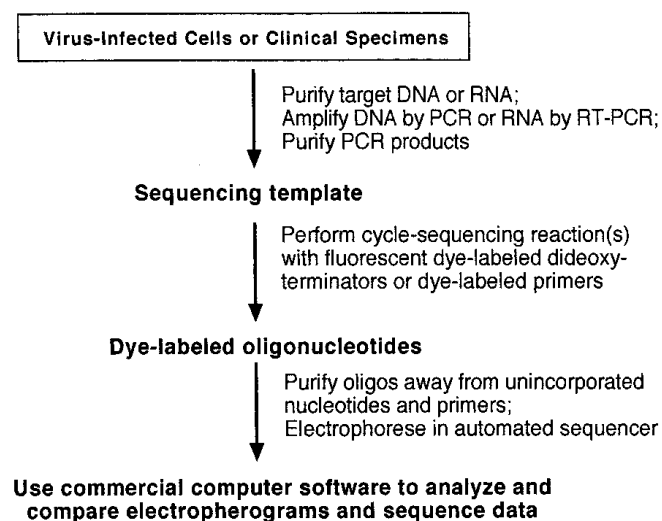 Virus-Infected Cells or Clinical Specimens
Purify target DNA or RNA;
Amplify DNA by PCR or RNA by RT-PCR;
Purify PCR products
Sequencing template
Perform cycle-sequencing reaction(s)
with fluorescent dye-labeled dideoxy-
terminators or dye-labeled primers
Dye-labeled oligonucleotides
Purify oligos away from unincorporated
nucleotides and primers;
Electrophorese in automated sequencer
Use commercial computer software to analyze and
compare electropherograms and sequence data